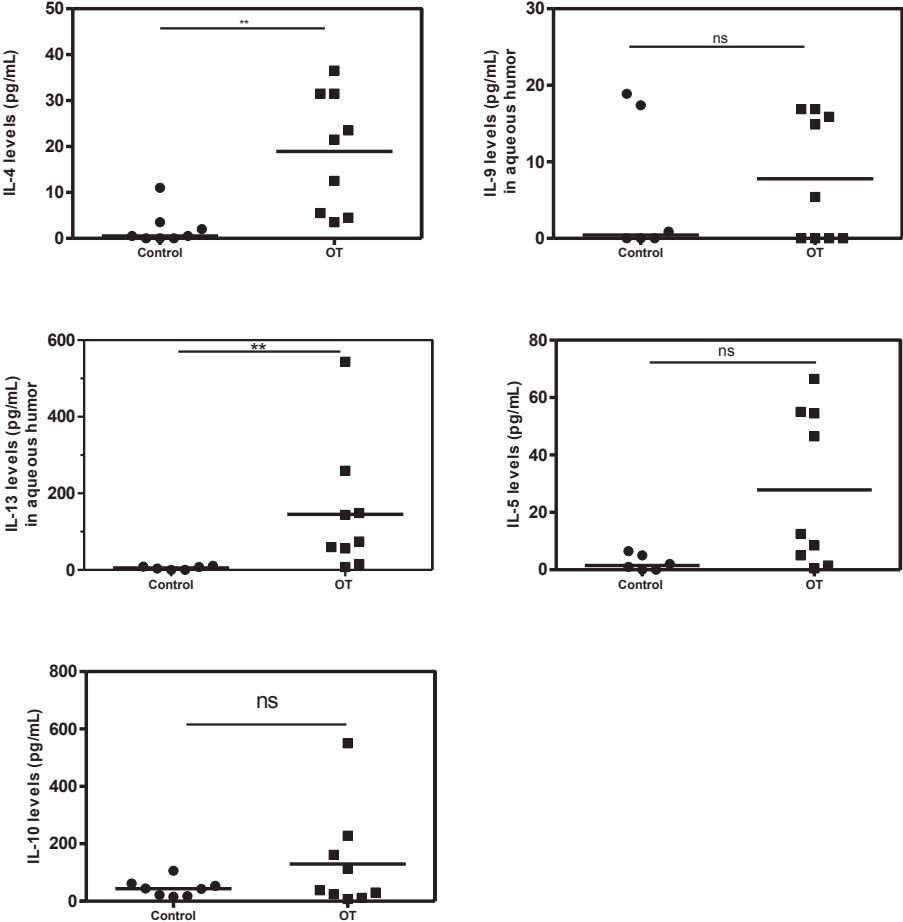 IL-4 levels (pg/mL)
50
40
30
20
10
0
**
Control
OT
IL-9 levels (pg/mL)
in aqueous humor
30
20
10
0
ns
Control
OT
IL-13 levels (pg/mL)
in aqueous humor
600
400
200
0
**
Control
OT
IL-5 levels (pg/mL)
80
60
40
20
0
ns
Control
OT
IL-10 levels (pg/mL)
800
600
400
200
0
ns
Control
OT